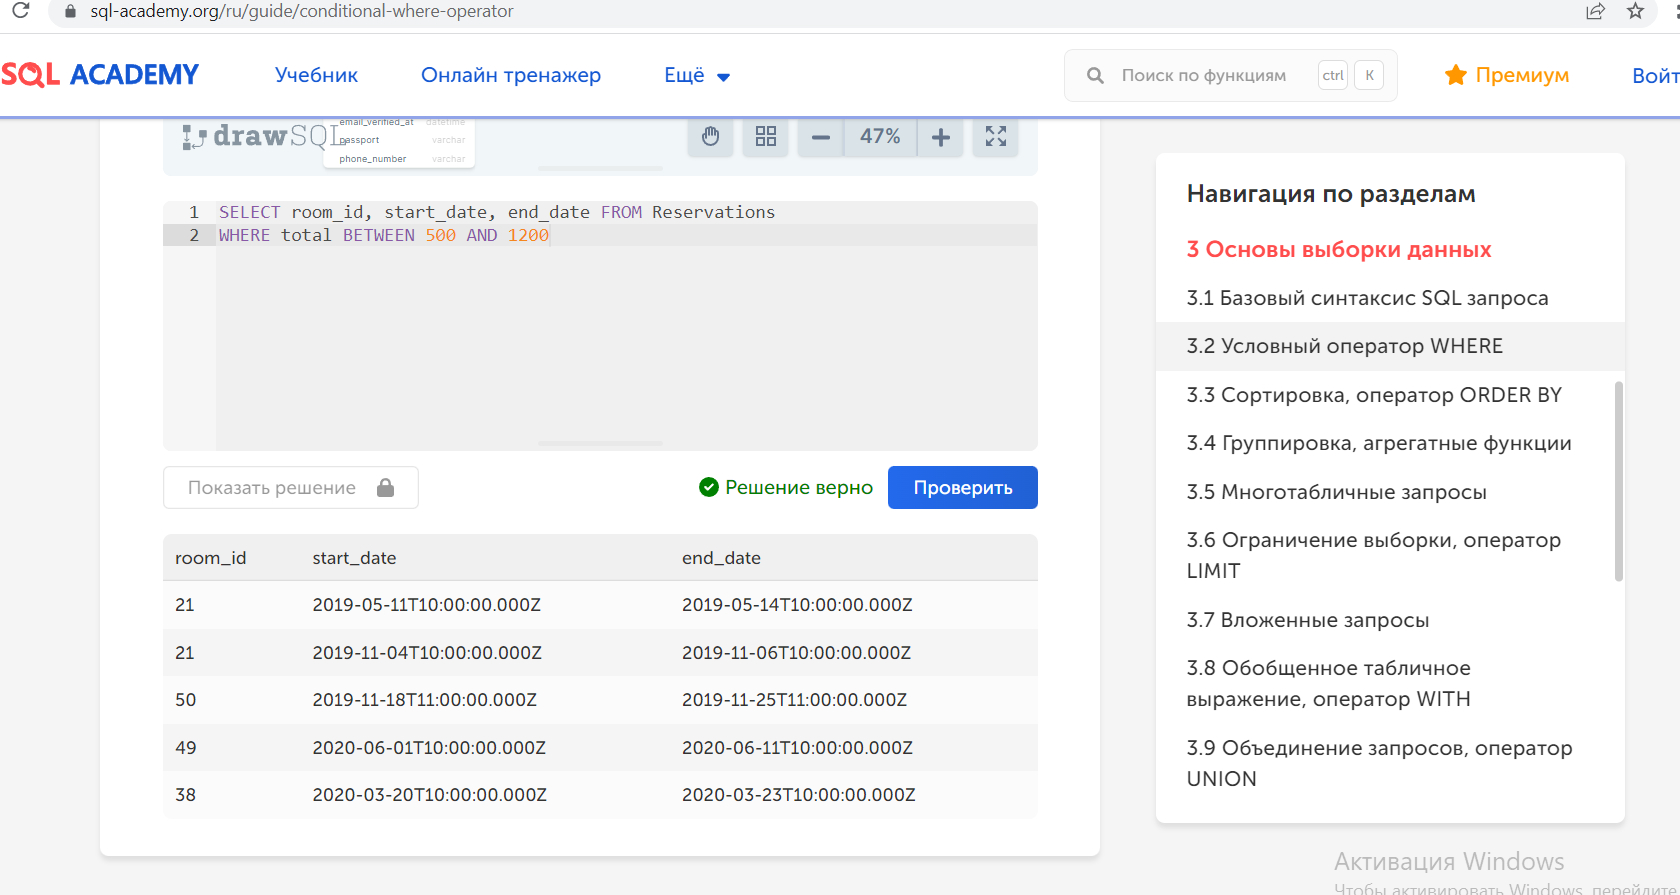 sql-academy.org/ru/guide/conditional-where-operator
SQL ACADEMY
Учебник
Онлайн тренажер
Ещё
Поиск по функциям
ctrl
K
Премиум
Войт
email_verified_at datetime
drawSQL
passport varchar
phone_number varchar
47%
1 SELECT room_id, start_date, end_date FROM Reservations
2 WHERE total BETWEEN 500 AND 1200
Показать решение
Решение верно
Проверить
room_id start_date end_date
21 2019-05-11T10:00:00.000Z 2019-05-14T10:00:00.000Z
21 2019-11-04T10:00:00.000Z 2019-11-06T10:00:00.000Z
50 2019-11-18T11:00:00.000Z 2019-11-25T11:00:00.000Z
49 2020-06-01T10:00:00.000Z 2020-06-11T10:00:00.000Z
38 2020-03-20T10:00:00.000Z 2020-03-23T10:00:00.000Z
Навигация по разделам
3 Основы выборки данных
3.1 Базовый синтаксис SQL запроса
3.2 Условный оператор WHERE
3.3 Сортировка, оператор ORDER BY
3.4 Группировка, агрегатные функции
3.5 Многотабличные запросы
3.6 Ограничение выборки, оператор
LIMIT
3.7 Вложенные запросы
3.8 Обобщенное табличное
выражение, оператор WITH
3.9 Объединение запросов, оператор
UNION
Активация Windows
Чтобы активировать Windows, перейдите